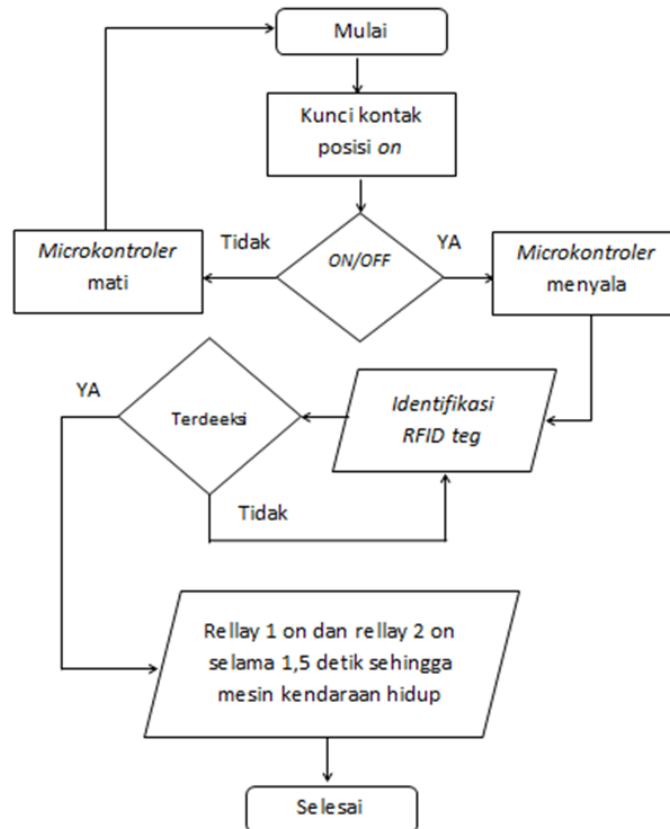 Mulai
Kunci kontak
posisi on
ON/OFF
Tidak
YA
Microkontroler
mati
Microkontroler
menyala
Identifikasi
RFID teg
Terdeeksi
YA
Tidak
Rellay 1 on dan rellay 2 on
selama 1,5 detik sehingga
mesin kendaraan hidup
Selesai